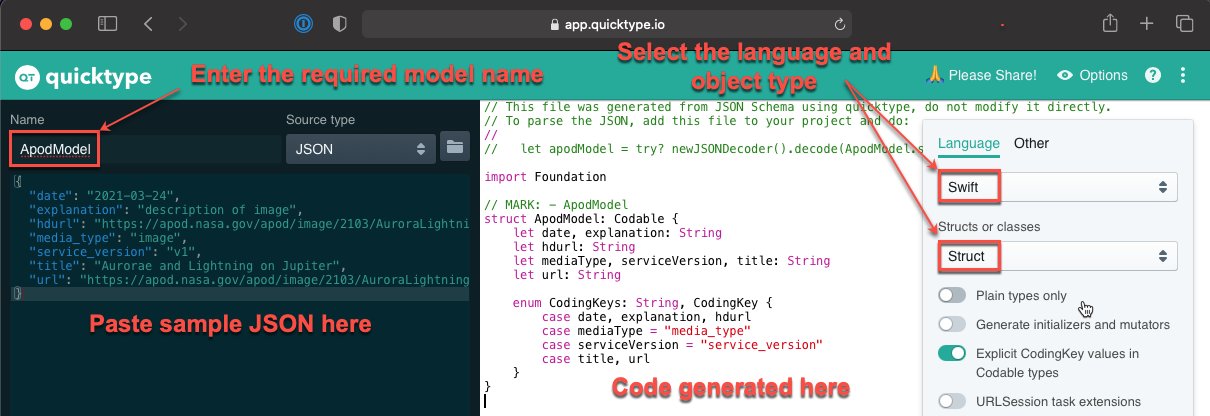 app.quicktype.io
Enter the required model name
Select the language and
object type
QT quicktype
🙏 Please Share!
Options
?
Name
Source type
ApodModel
JSON
{
"date": "2021-03-24",
"explanation": "description of image",
"hdurl": "https://apod.nasa.gov/apod/image/2103/AuroraLightni
"media_type": "image",
"service_version": "v1",
"title": "Aurorae and Lightning on Jupiter",
"url": "https://apod.nasa.gov/apod/image/2103/AuroraLightning
}
Paste sample JSON here
// This file was generated from JSON Schema using quicktype, do not modify it directly.
// To parse the JSON, add this file to your project and do:
//
//   let apodModel = try? newJSONDecoder().decode(ApodModel.s
import Foundation
// MARK: - ApodModel
struct ApodModel: Codable {
    let date, explanation: String
    let hdurl: String
    let mediaType, serviceVersion, title: String
    let url: String
    enum CodingKeys: String, CodingKey {
        case date, explanation, hdurl
        case mediaType = "media_type"
        case serviceVersion = "service_version"
        case title, url
    }
}
Code generated here
Language Other
Swift
Structs or classes
Struct
Plain types only
Generate initializers and mutators
Explicit CodingKey values in
Codable types
URLSession task extensions